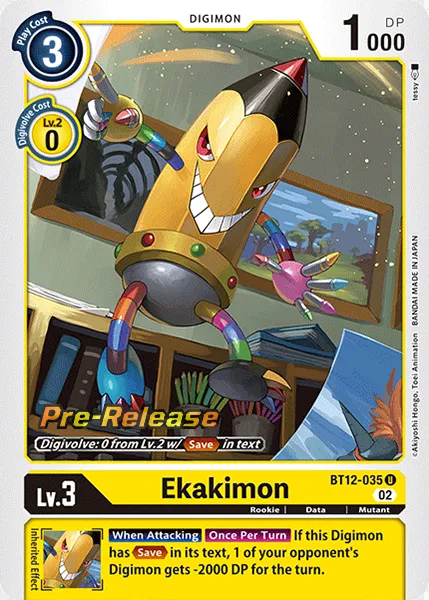 DIGIMON
Play Cost
3
1000
DP
Digivolve Cost
Lv.2
0
tessy
©Akiyoshi Hongo, Toei Animation BANDAI MADE IN JAPAN
Pre-Release
Digivolve: 0 from Lv.2 w/ Save in text
BT12-035 U
Lv.3
Ekakimon
02
Rookie | Data | Mutant
Inherited Effect
When Attacking Once Per Turn If this Digimon
has Save in its text, 1 of your opponent's
Digimon gets -2000 DP for the turn.